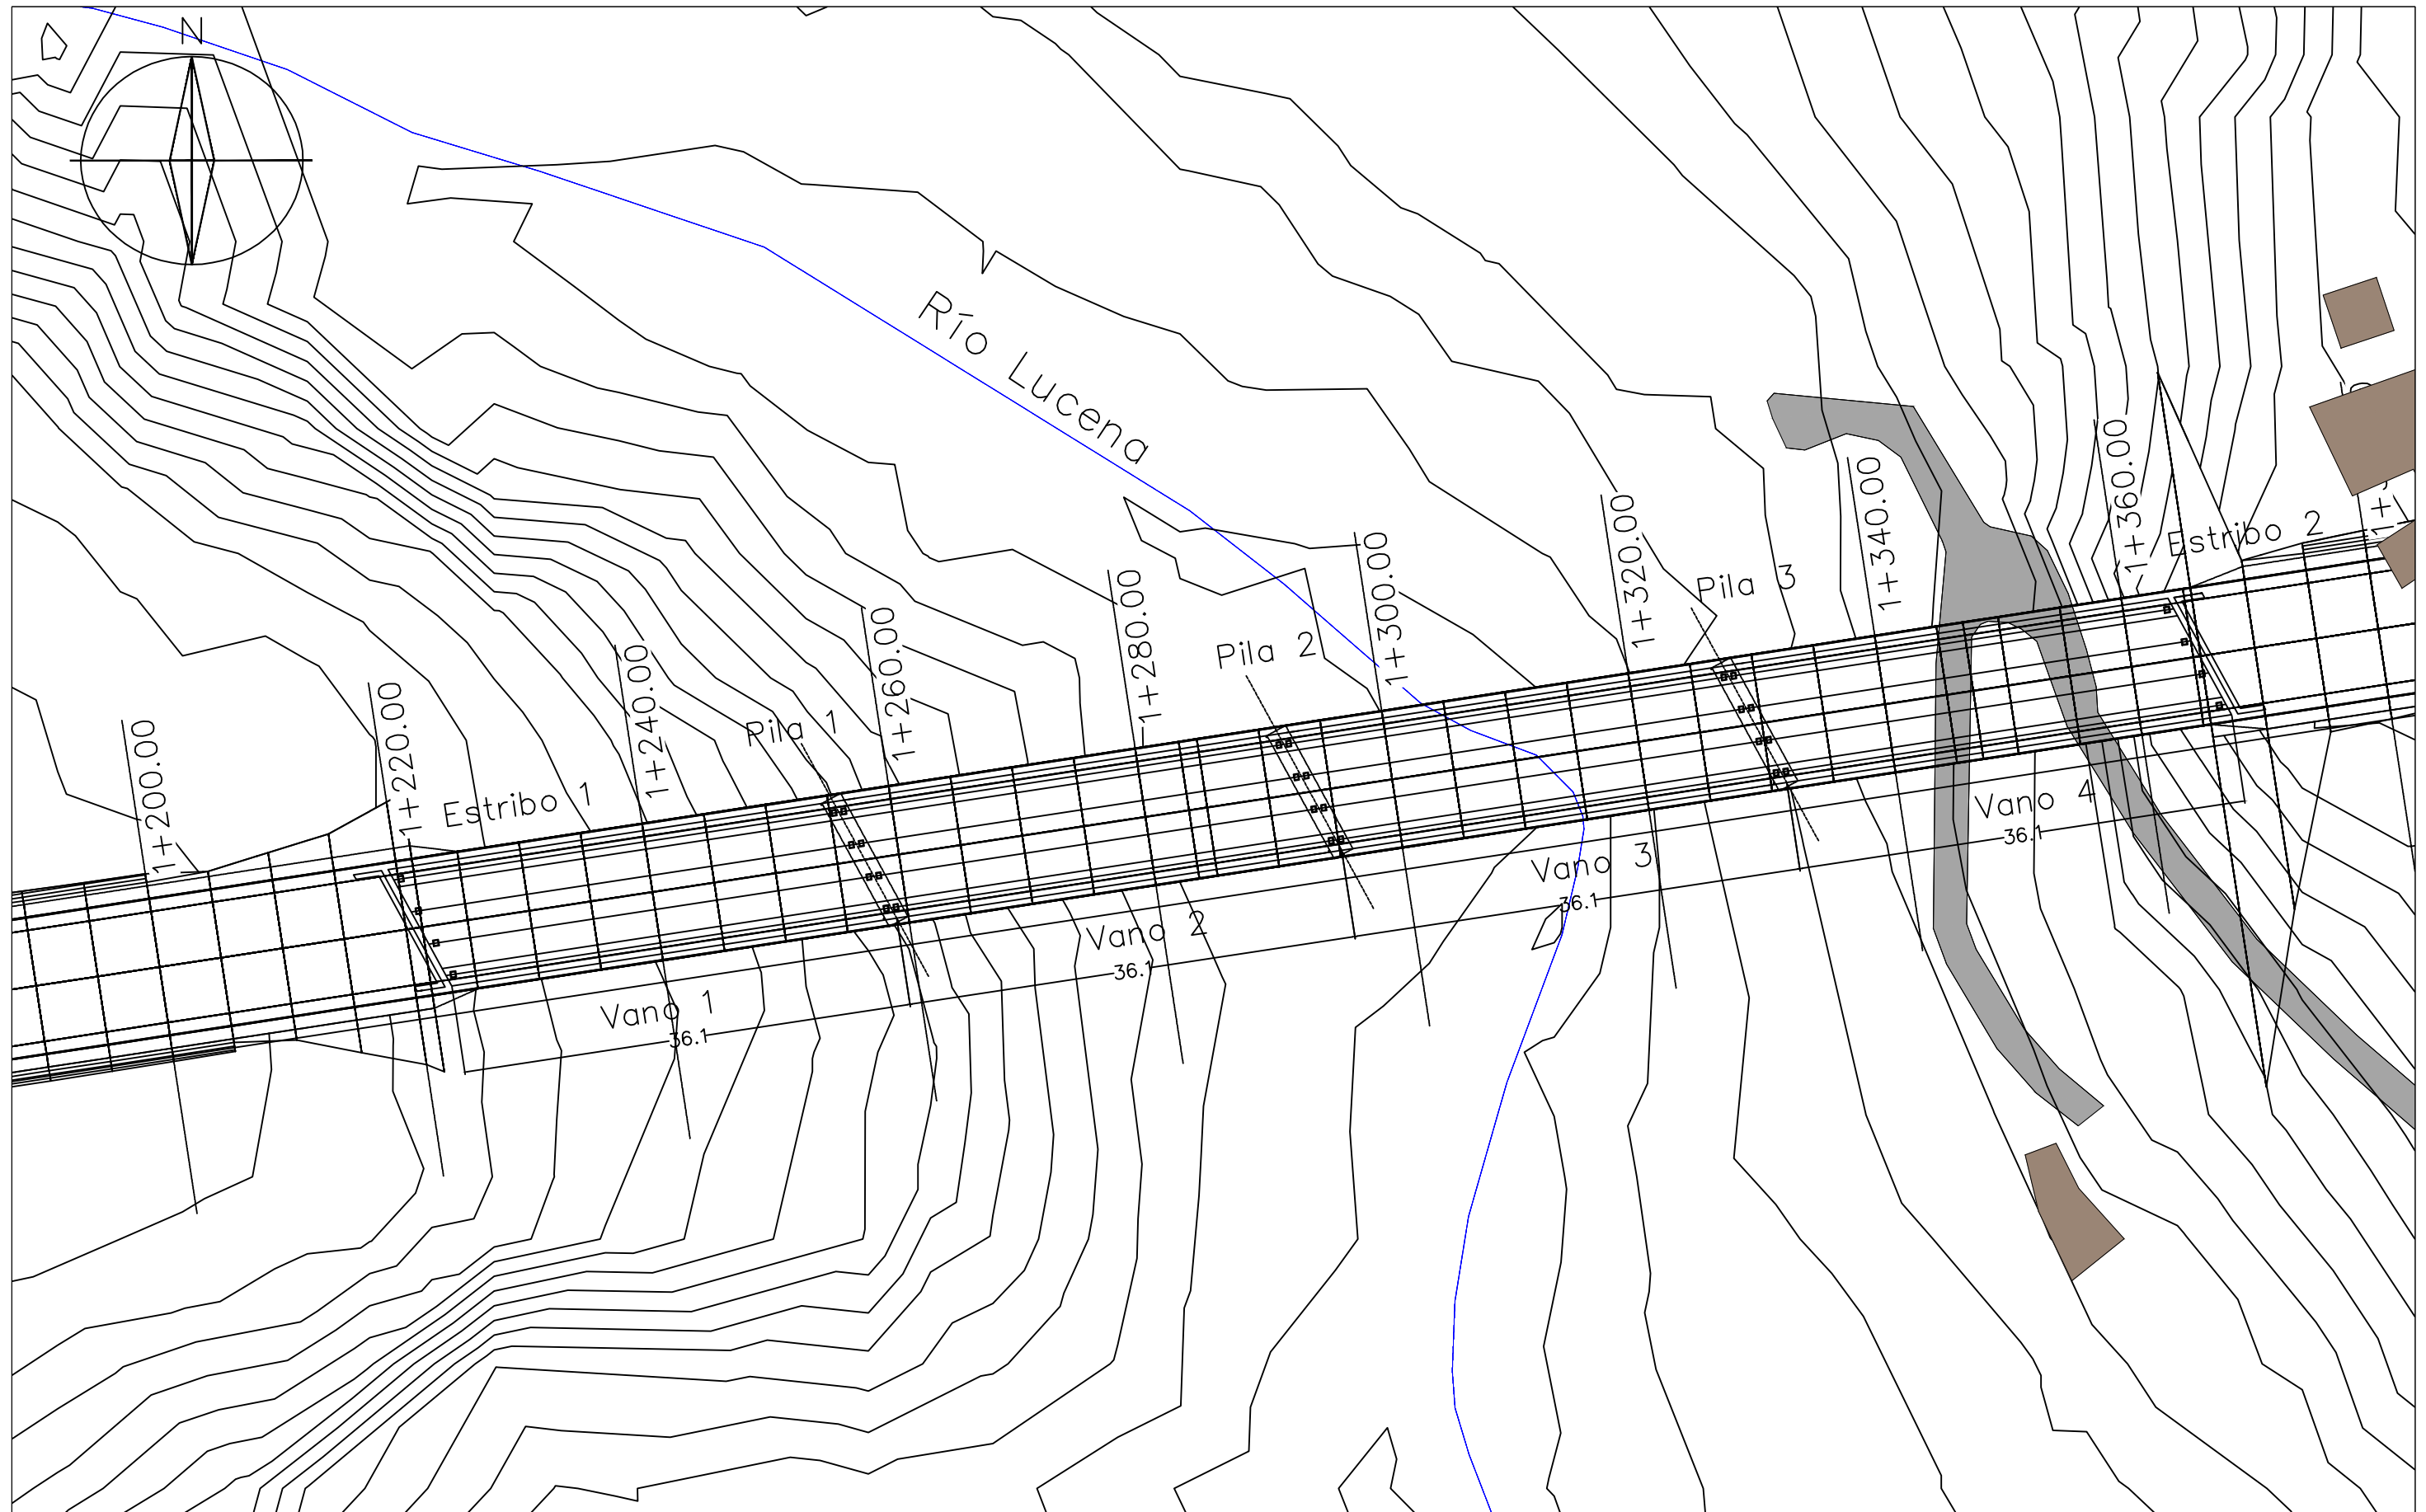 N
Río Lucena
1+200.00
1+220.00
1+240.00
1+260.00
1+280.00
1+300.00
1+320.00
1+340.00
1+360.00
Estribo 1
Pila 1
Pila 2
Pila 3
Estribo 2
Vano 1
36.1
Vano 2
36.1
Vano 3
36.1
Vano 4
36.1